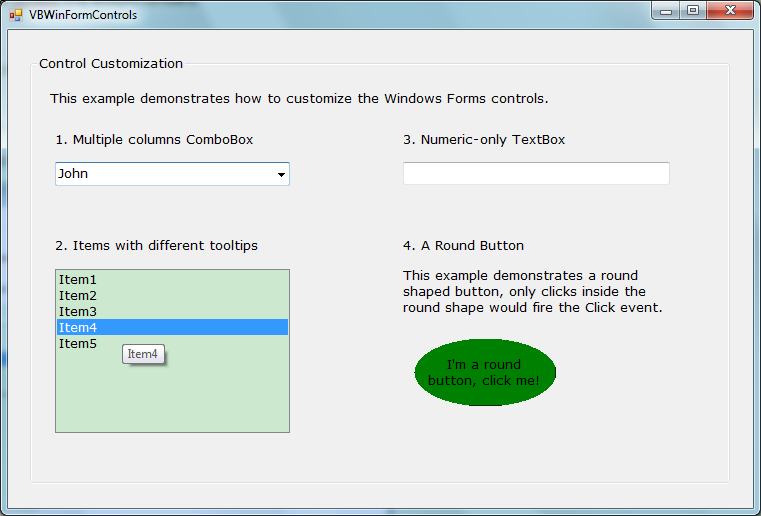 VBWinFormControls
Control Customization
This example demonstrates how to customize the Windows Forms controls.
1. Multiple columns ComboBox
John
2. Items with different tooltips
Item1
Item2
Item3
Item4
Item5
Item4
3. Numeric-only TextBox
4. A Round Button
This example demonstrates a round
shaped button, only clicks inside the
round shape would fire the Click event.
I'm a round
button, click me!